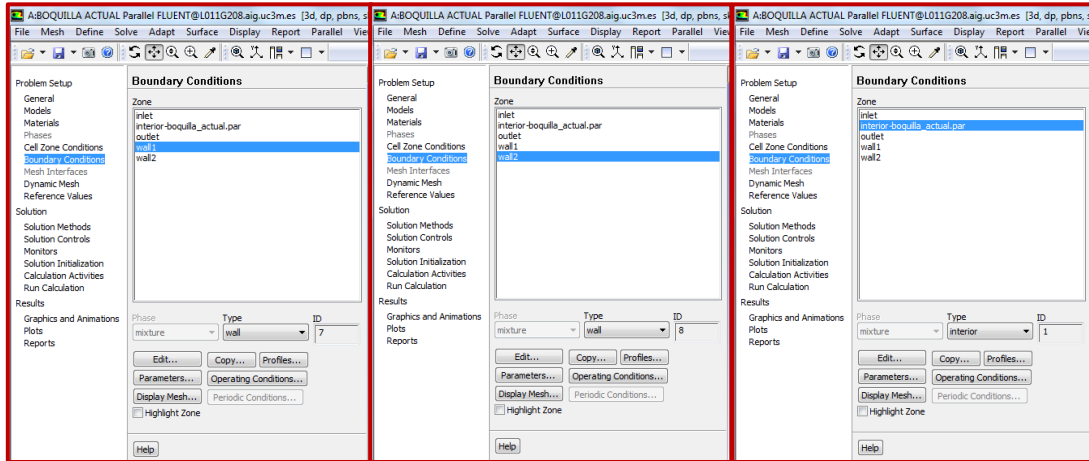 A:BOQUILLA ACTUAL Parallel FLUENT@L011G208.aig.uc3m.es [3d, dp, pbns, s
File Mesh Define Solve Adapt Surface Display Report Parallel Vie
Problem Setup
General
Models
Materials
Phases
Cell Zone Conditions
Boundary Conditions
Mesh Interfaces
Dynamic Mesh
Reference Values
Solution
Solution Methods
Solution Controls
Monitors
Solution Initialization
Calculation Activities
Run Calculation
Results
Graphics and Animations
Plots
Reports
Boundary Conditions
Zone
inlet
interior-boquilla_actual.par
outlet
wall1
wall2
Phase Type ID
mixture wall 7
Edit... Copy... Profiles...
Parameters... Operating Conditions...
Display Mesh... Periodic Conditions...
Highlight Zone
Help
A:BOQUILLA ACTUAL Parallel FLUENT@L011G208.aig.uc3m.es [3d, dp, pbns, s
File Mesh Define Solve Adapt Surface Display Report Parallel View
Problem Setup
General
Models
Materials
Phases
Cell Zone Conditions
Boundary Conditions
Mesh Interfaces
Dynamic Mesh
Reference Values
Solution
Solution Methods
Solution Controls
Monitors
Solution Initialization
Calculation Activities
Run Calculation
Results
Graphics and Animations
Plots
Reports
Boundary Conditions
Zone
inlet
interior-boquilla_actual.par
outlet
wall1
wall2
Phase Type ID
mixture wall 8
Edit... Copy... Profiles...
Parameters... Operating Conditions...
Display Mesh... Periodic Conditions...
Highlight Zone
Help
A:BOQUILLA ACTUAL Parallel FLUENT@L011G208.aig.uc3m.es [3d, dp, pbns, s
File Mesh Define Solve Adapt Surface Display Report Parallel Vie
Problem Setup
General
Models
Materials
Phases
Cell Zone Conditions
Boundary Conditions
Mesh Interfaces
Dynamic Mesh
Reference Values
Solution
Solution Methods
Solution Controls
Monitors
Solution Initialization
Calculation Activities
Run Calculation
Results
Graphics and Animations
Plots
Reports
Boundary Conditions
Zone
inlet
interior-boquilla_actual.par
outlet
wall1
wall2
Phase Type ID
mixture interior 1
Edit... Copy... Profiles...
Parameters... Operating Conditions...
Display Mesh... Periodic Conditions...
Highlight Zone
Help